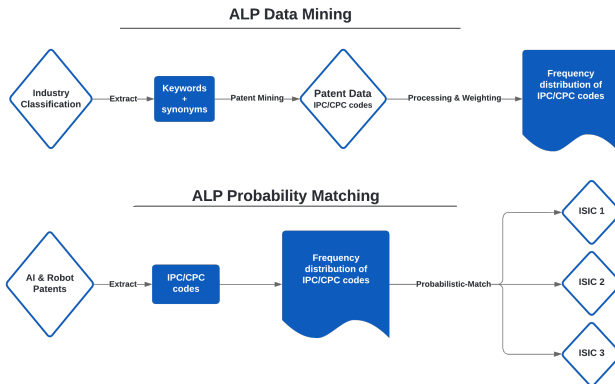 ALP Data Mining
Industry
Classification
Extract
Keywords
+
synonyms
Patent Mining
Patent Data
IPC/CPC codes
Processing & Weighting
Frequency
distribution of
IPC/CPC codes
ALP Probability Matching
AI & Robot
Patents
Extract
IPC/CPC
codes
Frequency
distribution of
IPC/CPC codes
Probabilistic-Match
ISIC 1
ISIC 2
ISIC 3